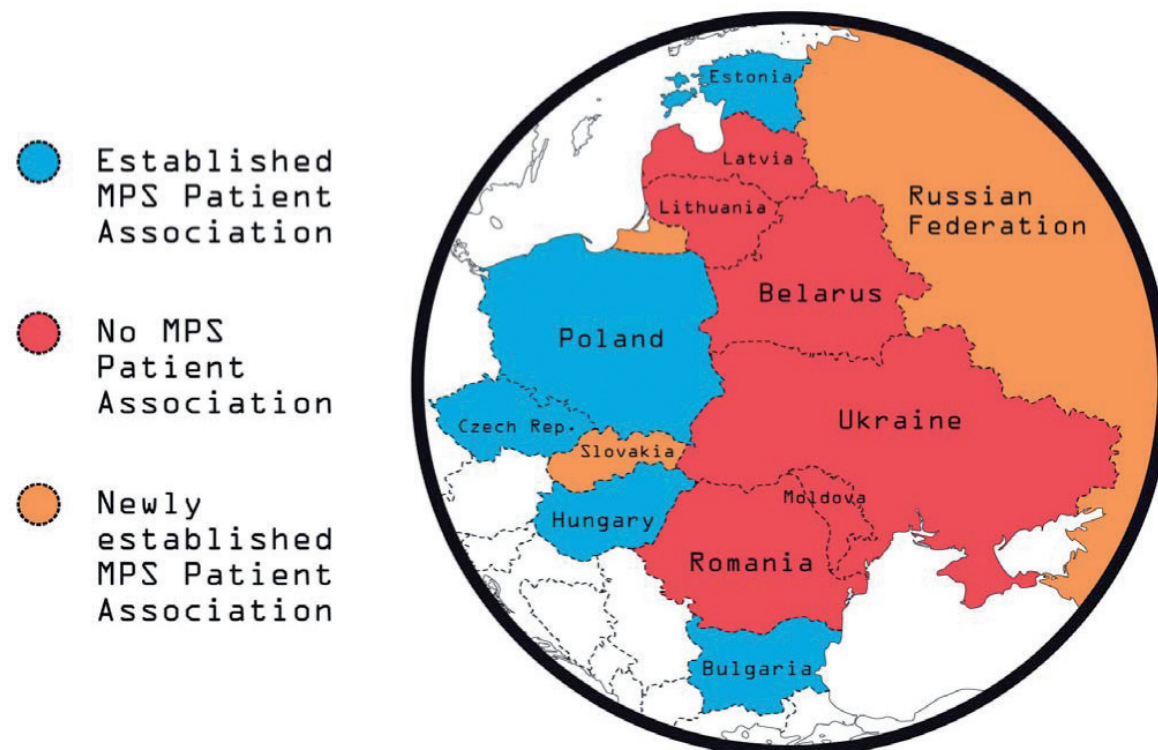 Established
MPS Patient
Association
No MPS
Patient
Association
Newly
established
MPS Patient
Association
Estonia
Latvia
Lithuania
Russian
Federation
Belarus
Poland
Ukraine
Czech Rep.
Slovakia
Moldova
Hungary
Romania
Bulgaria